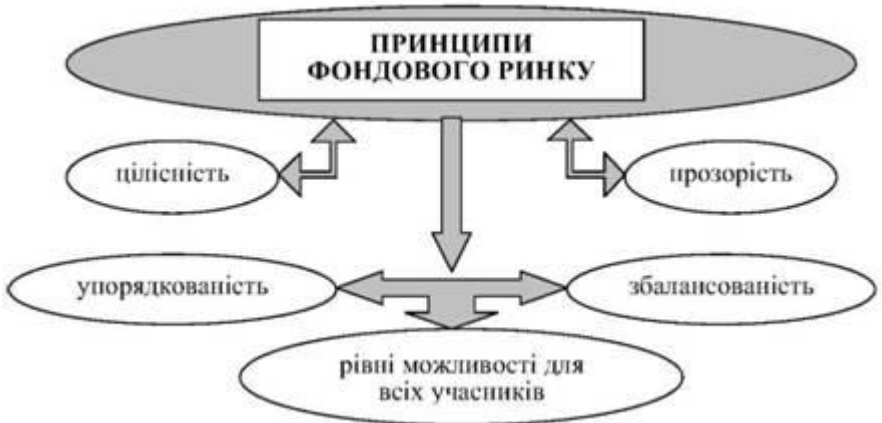 ПРИНЦИПИ
ФОНДОВОГО РИНКУ
цілісність
прозорість
упорядкованість
збалансованість
рівні можливості для
всіх учасників